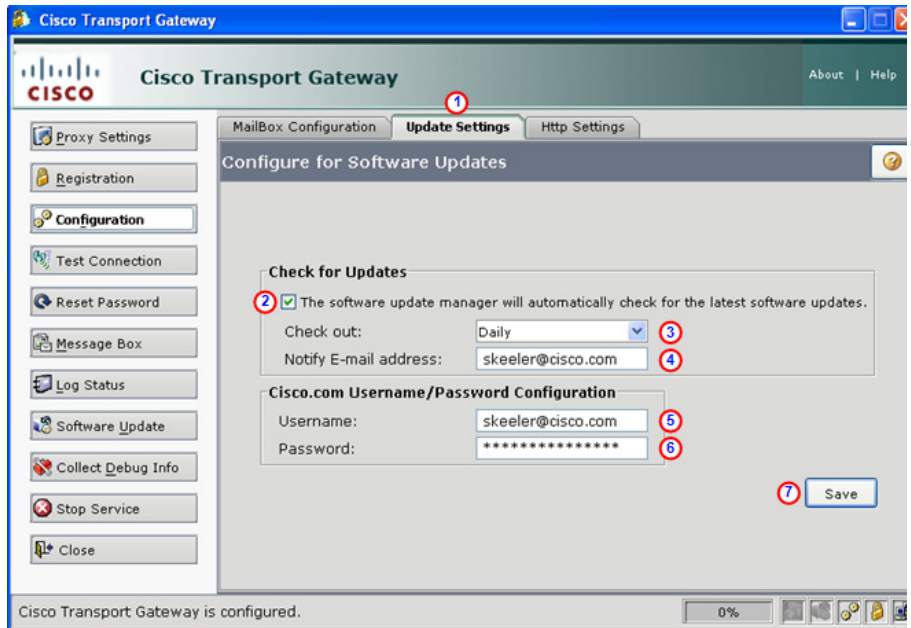 Cisco Transport Gateway
CISCO
Cisco Transport Gateway
About | Help
1
MailBox Configuration
Update Settings
Http Settings
Configure for Software Updates
Proxy Settings
Registration
Configuration
Test Connection
Reset Password
Message Box
Log Status
Software Update
Collect Debug Info
Stop Service
Close
Check for Updates
2 The software update manager will automatically check for the latest software updates.
Check out: Daily 3
Notify E-mail address: skeeler@cisco.com 4
Cisco.com Username/Password Configuration
Username: skeeler@cisco.com 5
Password: *************** 6
7 Save
Cisco Transport Gateway is configured.
0%